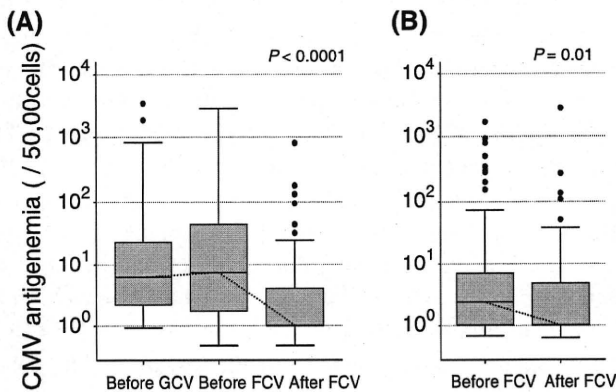 (A)
(B)
CMV antigenemia ( / 50,00cells)
P < 0.0001
10⁴
10³
10²
10¹
10⁰
Before GCV Before FCV After FCV
P = 0.01
10⁴
10³
10²
10¹
10⁰
Before FCV After FCV